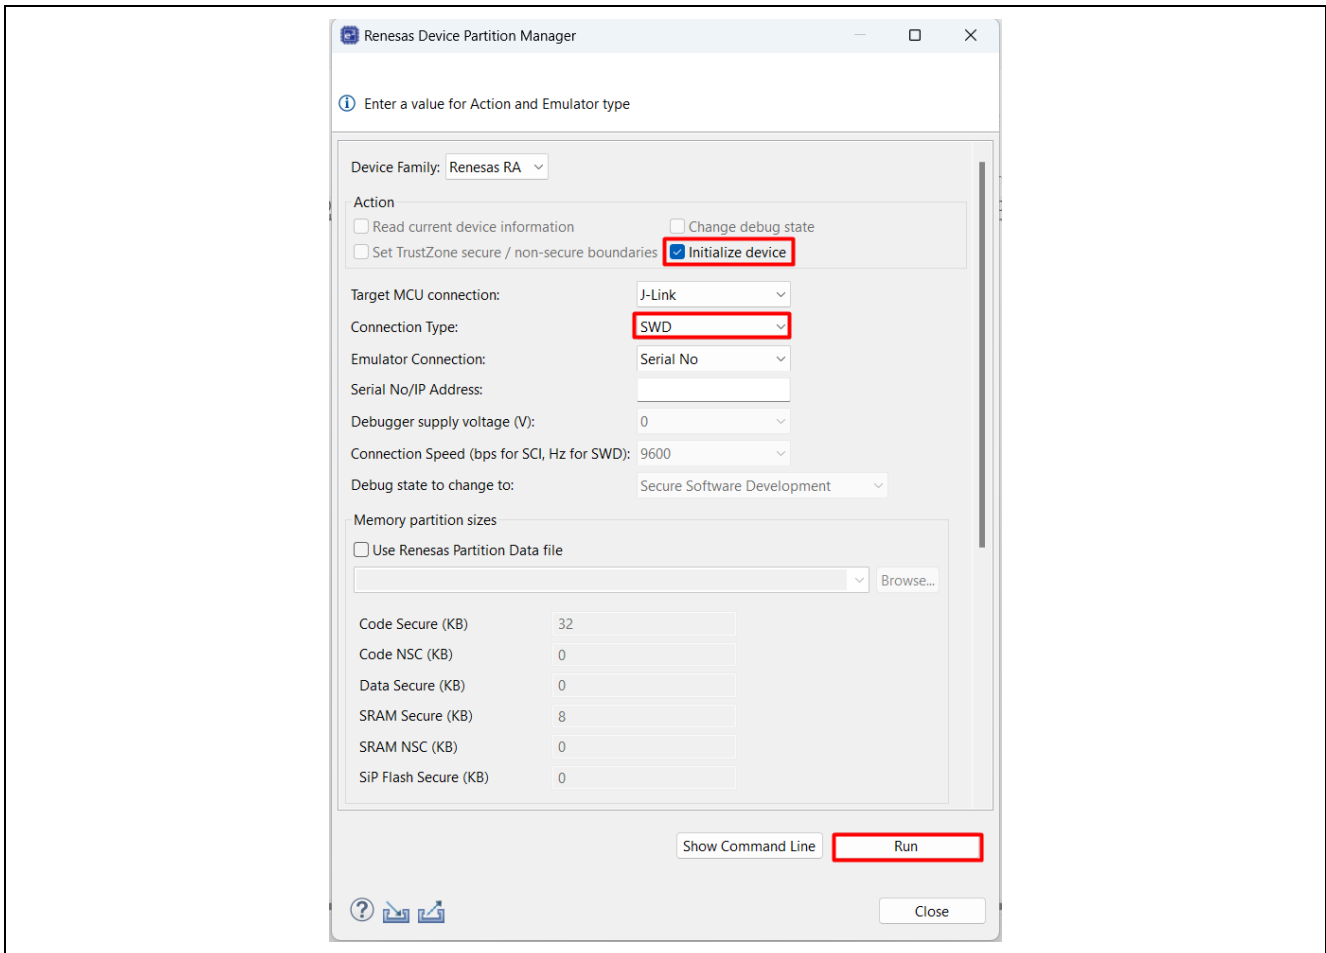 Renesas Device Partition Manager
Enter a value for Action and Emulator type
Device Family: Renesas RA
Action
Read current device information Change debug state
Set TrustZone secure / non-secure boundaries Initialize device
Target MCU connection: J-Link
Connection Type: SWD
Emulator Connection: Serial No
Serial No/IP Address:
Debugger supply voltage (V): 0
Connection Speed (bps for SCI, Hz for SWD): 9600
Debug state to change to: Secure Software Development
Memory partition sizes
Use Renesas Partition Data file
Browse...
Code Secure (KB) 32
Code NSC (KB) 0
Data Secure (KB) 0
SRAM Secure (KB) 8
SRAM NSC (KB) 0
SiP Flash Secure (KB) 0
Show Command Line Run
Close